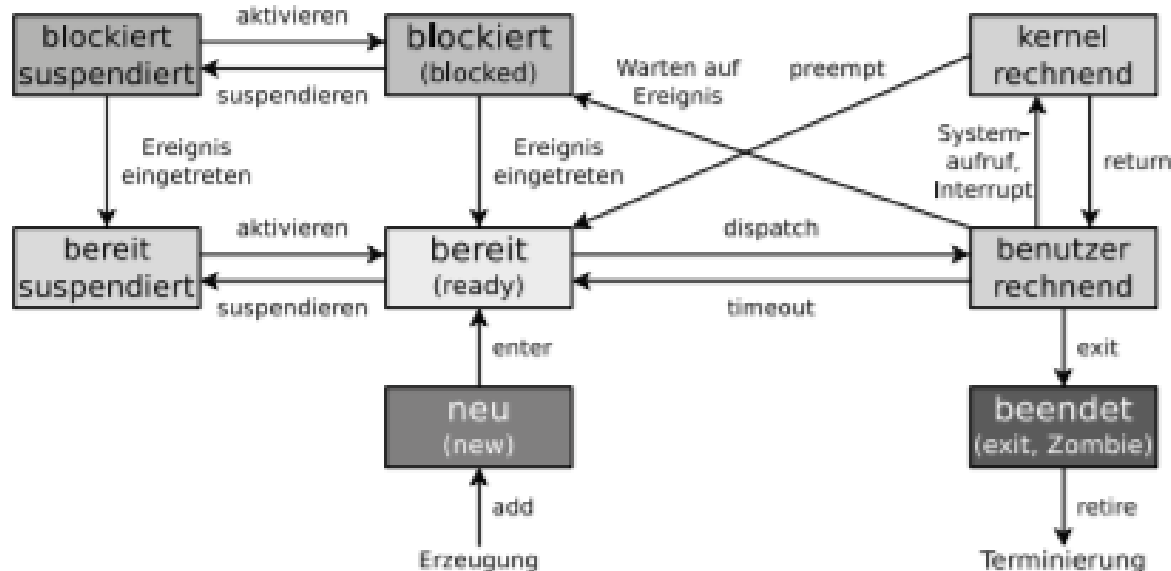 blockiert
suspendiert
aktivieren
suspendieren
blockiert
(blocked)
Warten auf
Ereignis
preempt
kernel
rechnend
Ereignis
eingetreten
Ereignis
eingetreten
System-
aufruf,
Interrupt
return
bereit
suspendiert
aktivieren
suspendieren
bereit
(ready)
dispatch
timeout
benutzer
rechnend
enter
exit
neu
(new)
beendet
(exit, Zombie)
add
retire
Erzeugung
Terminierung